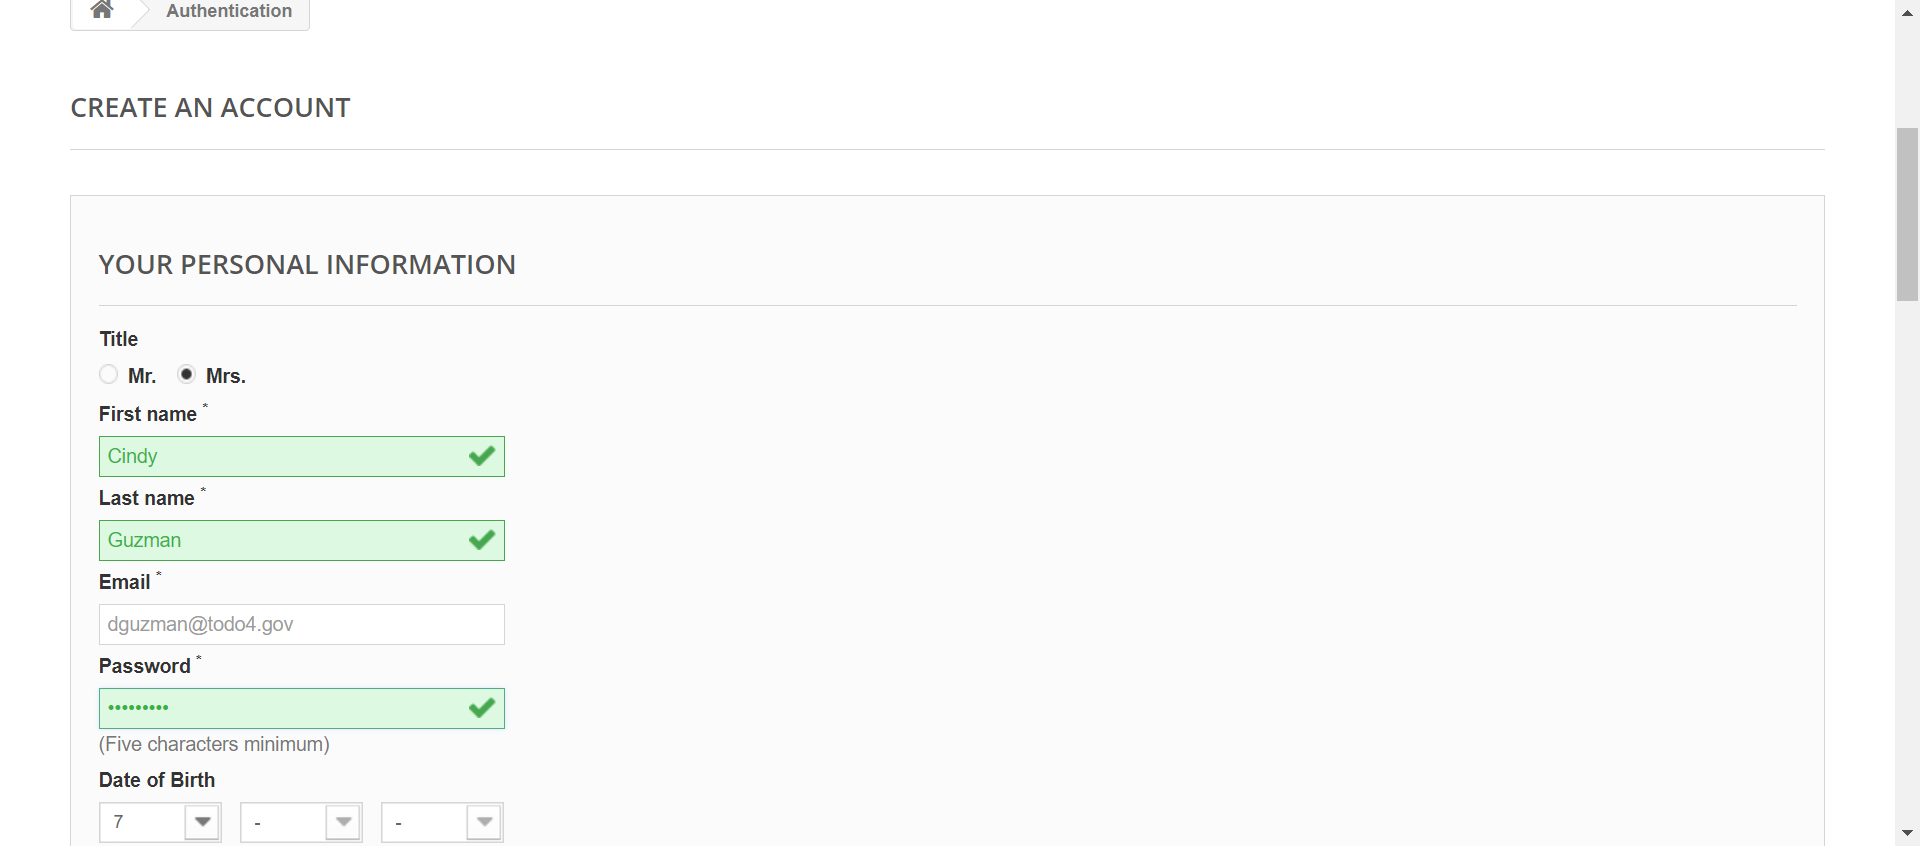 Authentication
CREATE AN ACCOUNT
YOUR PERSONAL INFORMATION
Title
Mr. Mrs.
First name *
Cindy
Last name *
Guzman
Email *
dguzman@todo4.gov
Password *
•••••••••
(Five characters minimum)
Date of Birth
7 - -